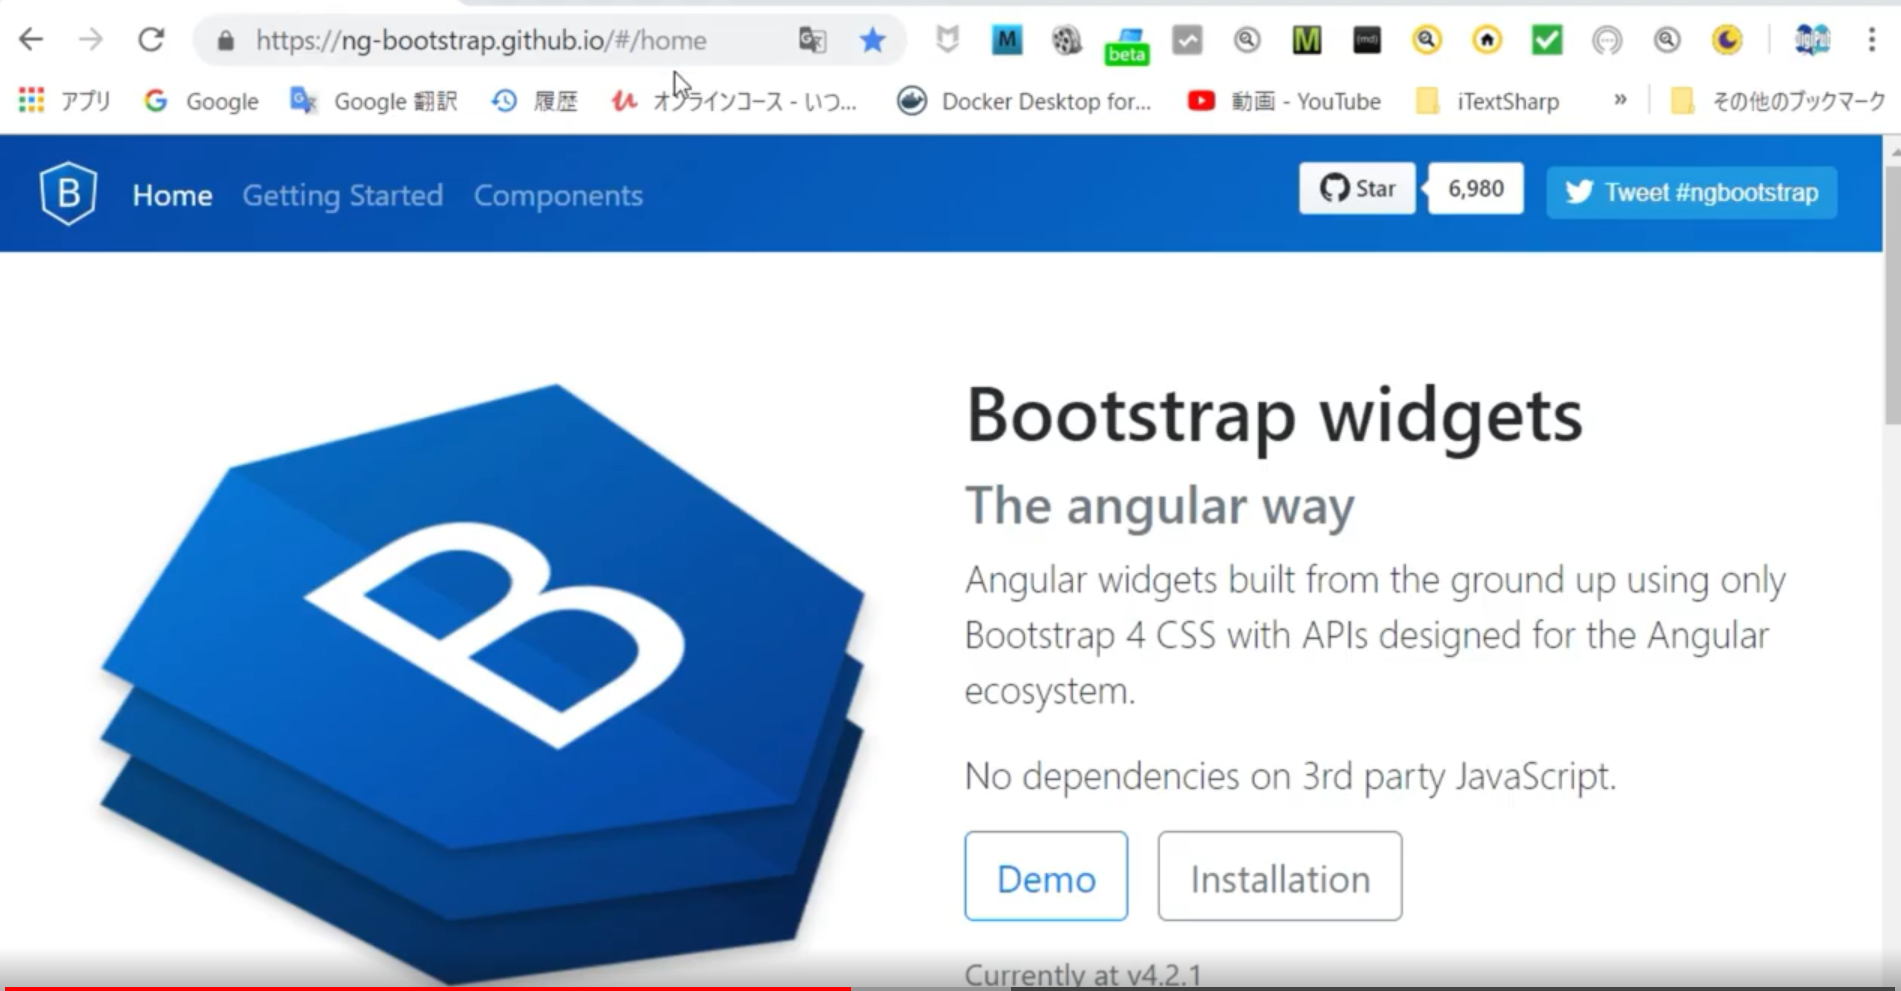 https://ng-bootstrap.github.io/#/home
M
beta
M
(md)
アプリ
Google
Google 翻訳
履歴
オンラインコース - いつ...
Docker Desktop for...
動画 - YouTube
iTextSharp
»
その他のブックマーク
B
Home
Getting Started
Components
Star
6,980
Tweet #ngbootstrap
B
Bootstrap widgets
The angular way
Angular widgets built from the ground up using only
Bootstrap 4 CSS with APIs designed for the Angular
ecosystem.
No dependencies on 3rd party JavaScript.
Demo
Installation
Currently at v4.2.1